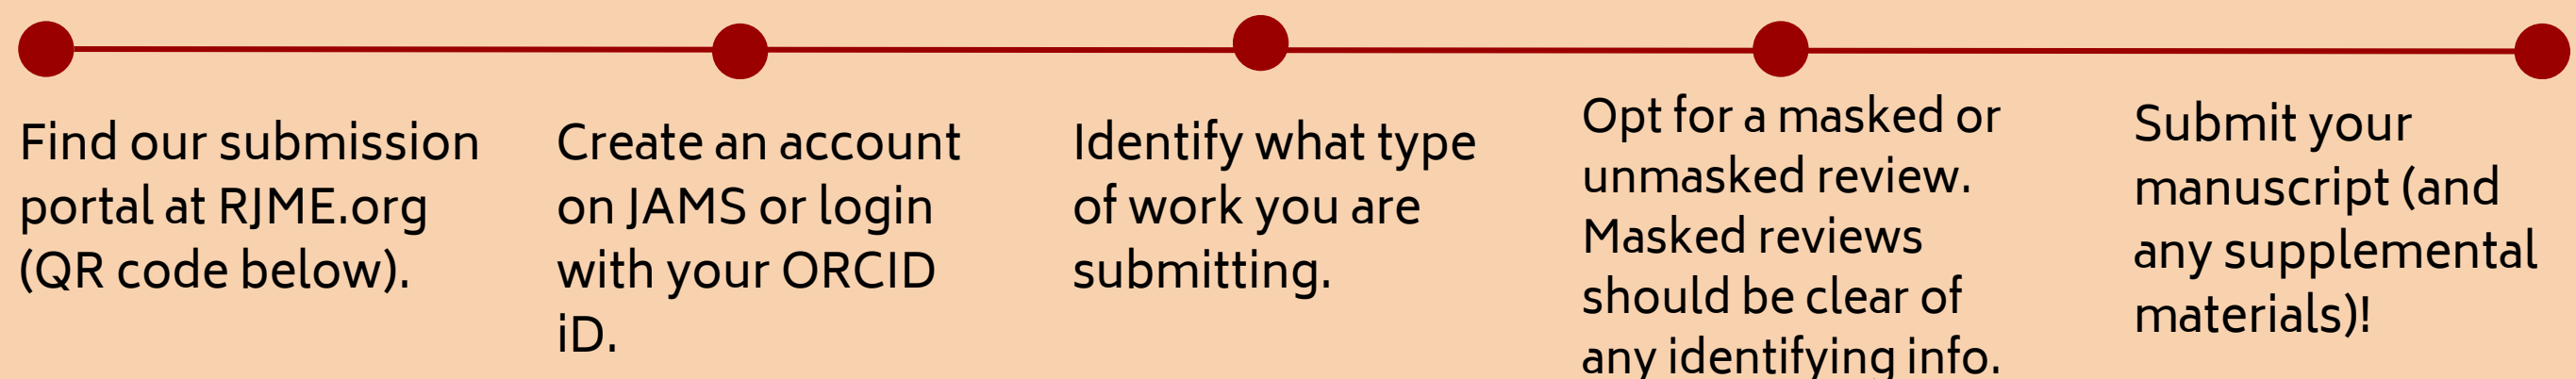 Find our submission
portal at RJME.org
(QR code below).
Create an account
on JAMS or login
with your ORCID
iD.
Identify what type
of work you are
submitting.
Opt for a masked or
unmasked review.
Masked reviews
should be clear of
any identifying info.
Submit your
manuscript (and
any supplemental
materials)!